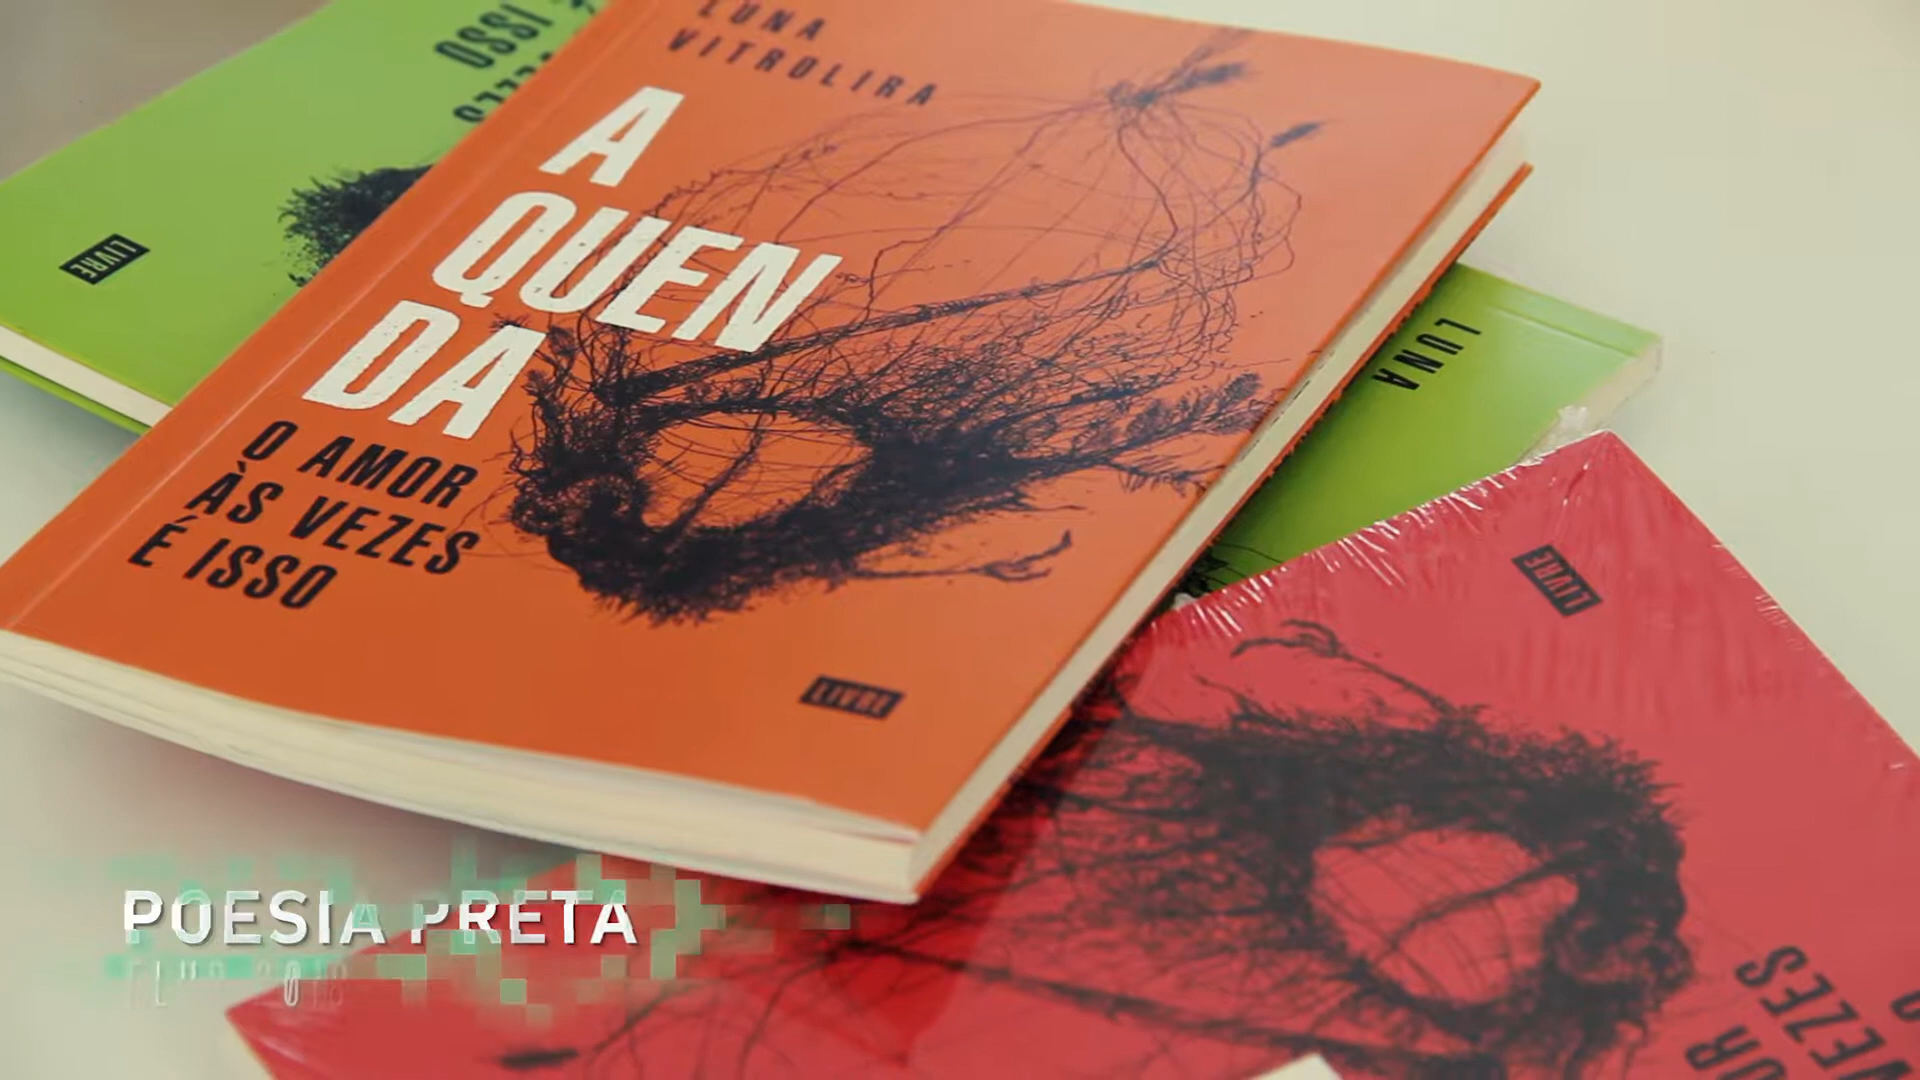 ISSO
LUNA
VITROLIRA
A
QUEN
DA
O AMOR
ÀS VEZES
É ISSO
LIVRE
LIVRE
LUNA
LIVRE
VEZES
POESIA PRETA